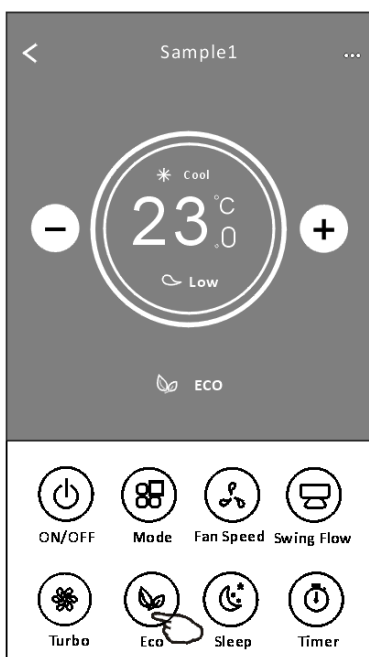 Sample1
Cool
23.0°C
Low
ECO
ON/OFF Mode Fan Speed Swing Flow
Turbo Eco Sleep Timer